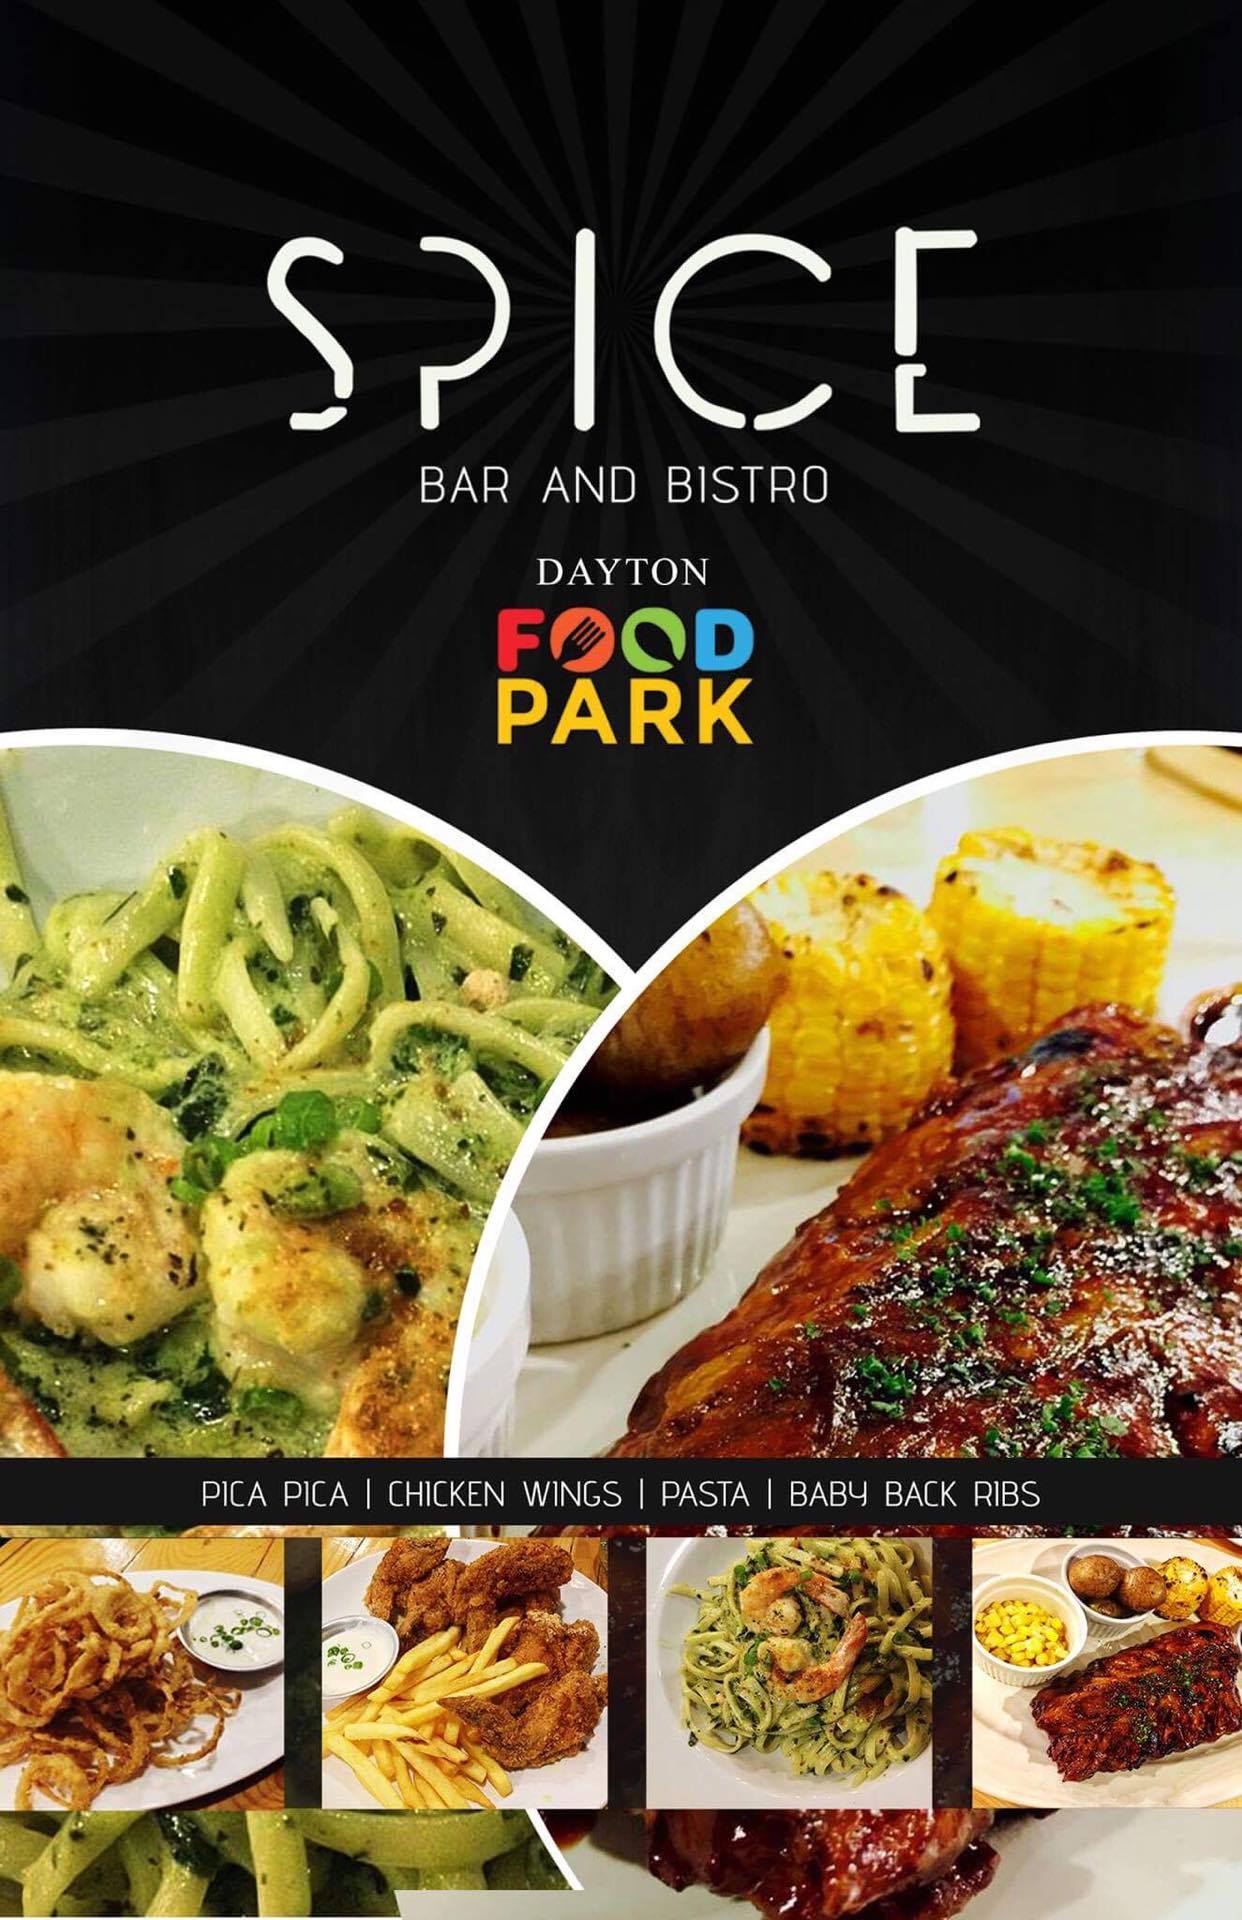 SPICE
BAR AND BISTRO
DAYTON
FOOD
PARK
PICA PICA | CHICKEN WINGS | PASTA | BABY BACK RIBS